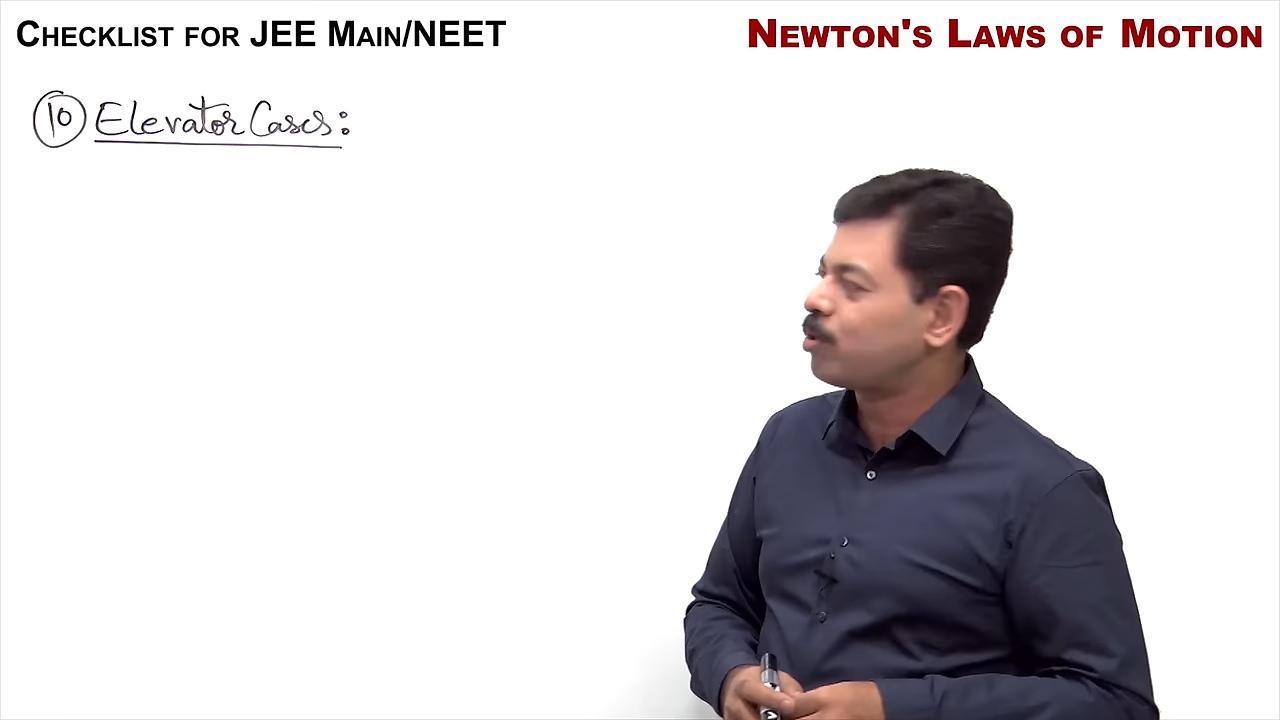 CHECKLIST FOR JEE MAIN/NEET
NEWTON'S LAWS OF MOTION
10 Elevator Cases: